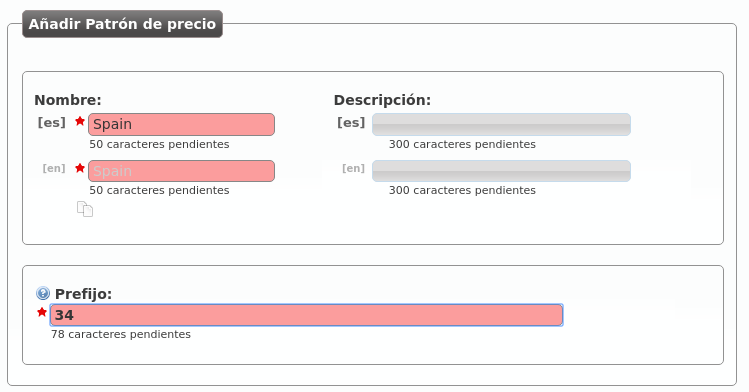 Añadir Patrón de precio
Nombre:
Descripción:
[es] Spain
[es]
50 caracteres pendientes
300 caracteres pendientes
[en] Spain
[en]
50 caracteres pendientes
300 caracteres pendientes
Prefijo:
34
78 caracteres pendientes